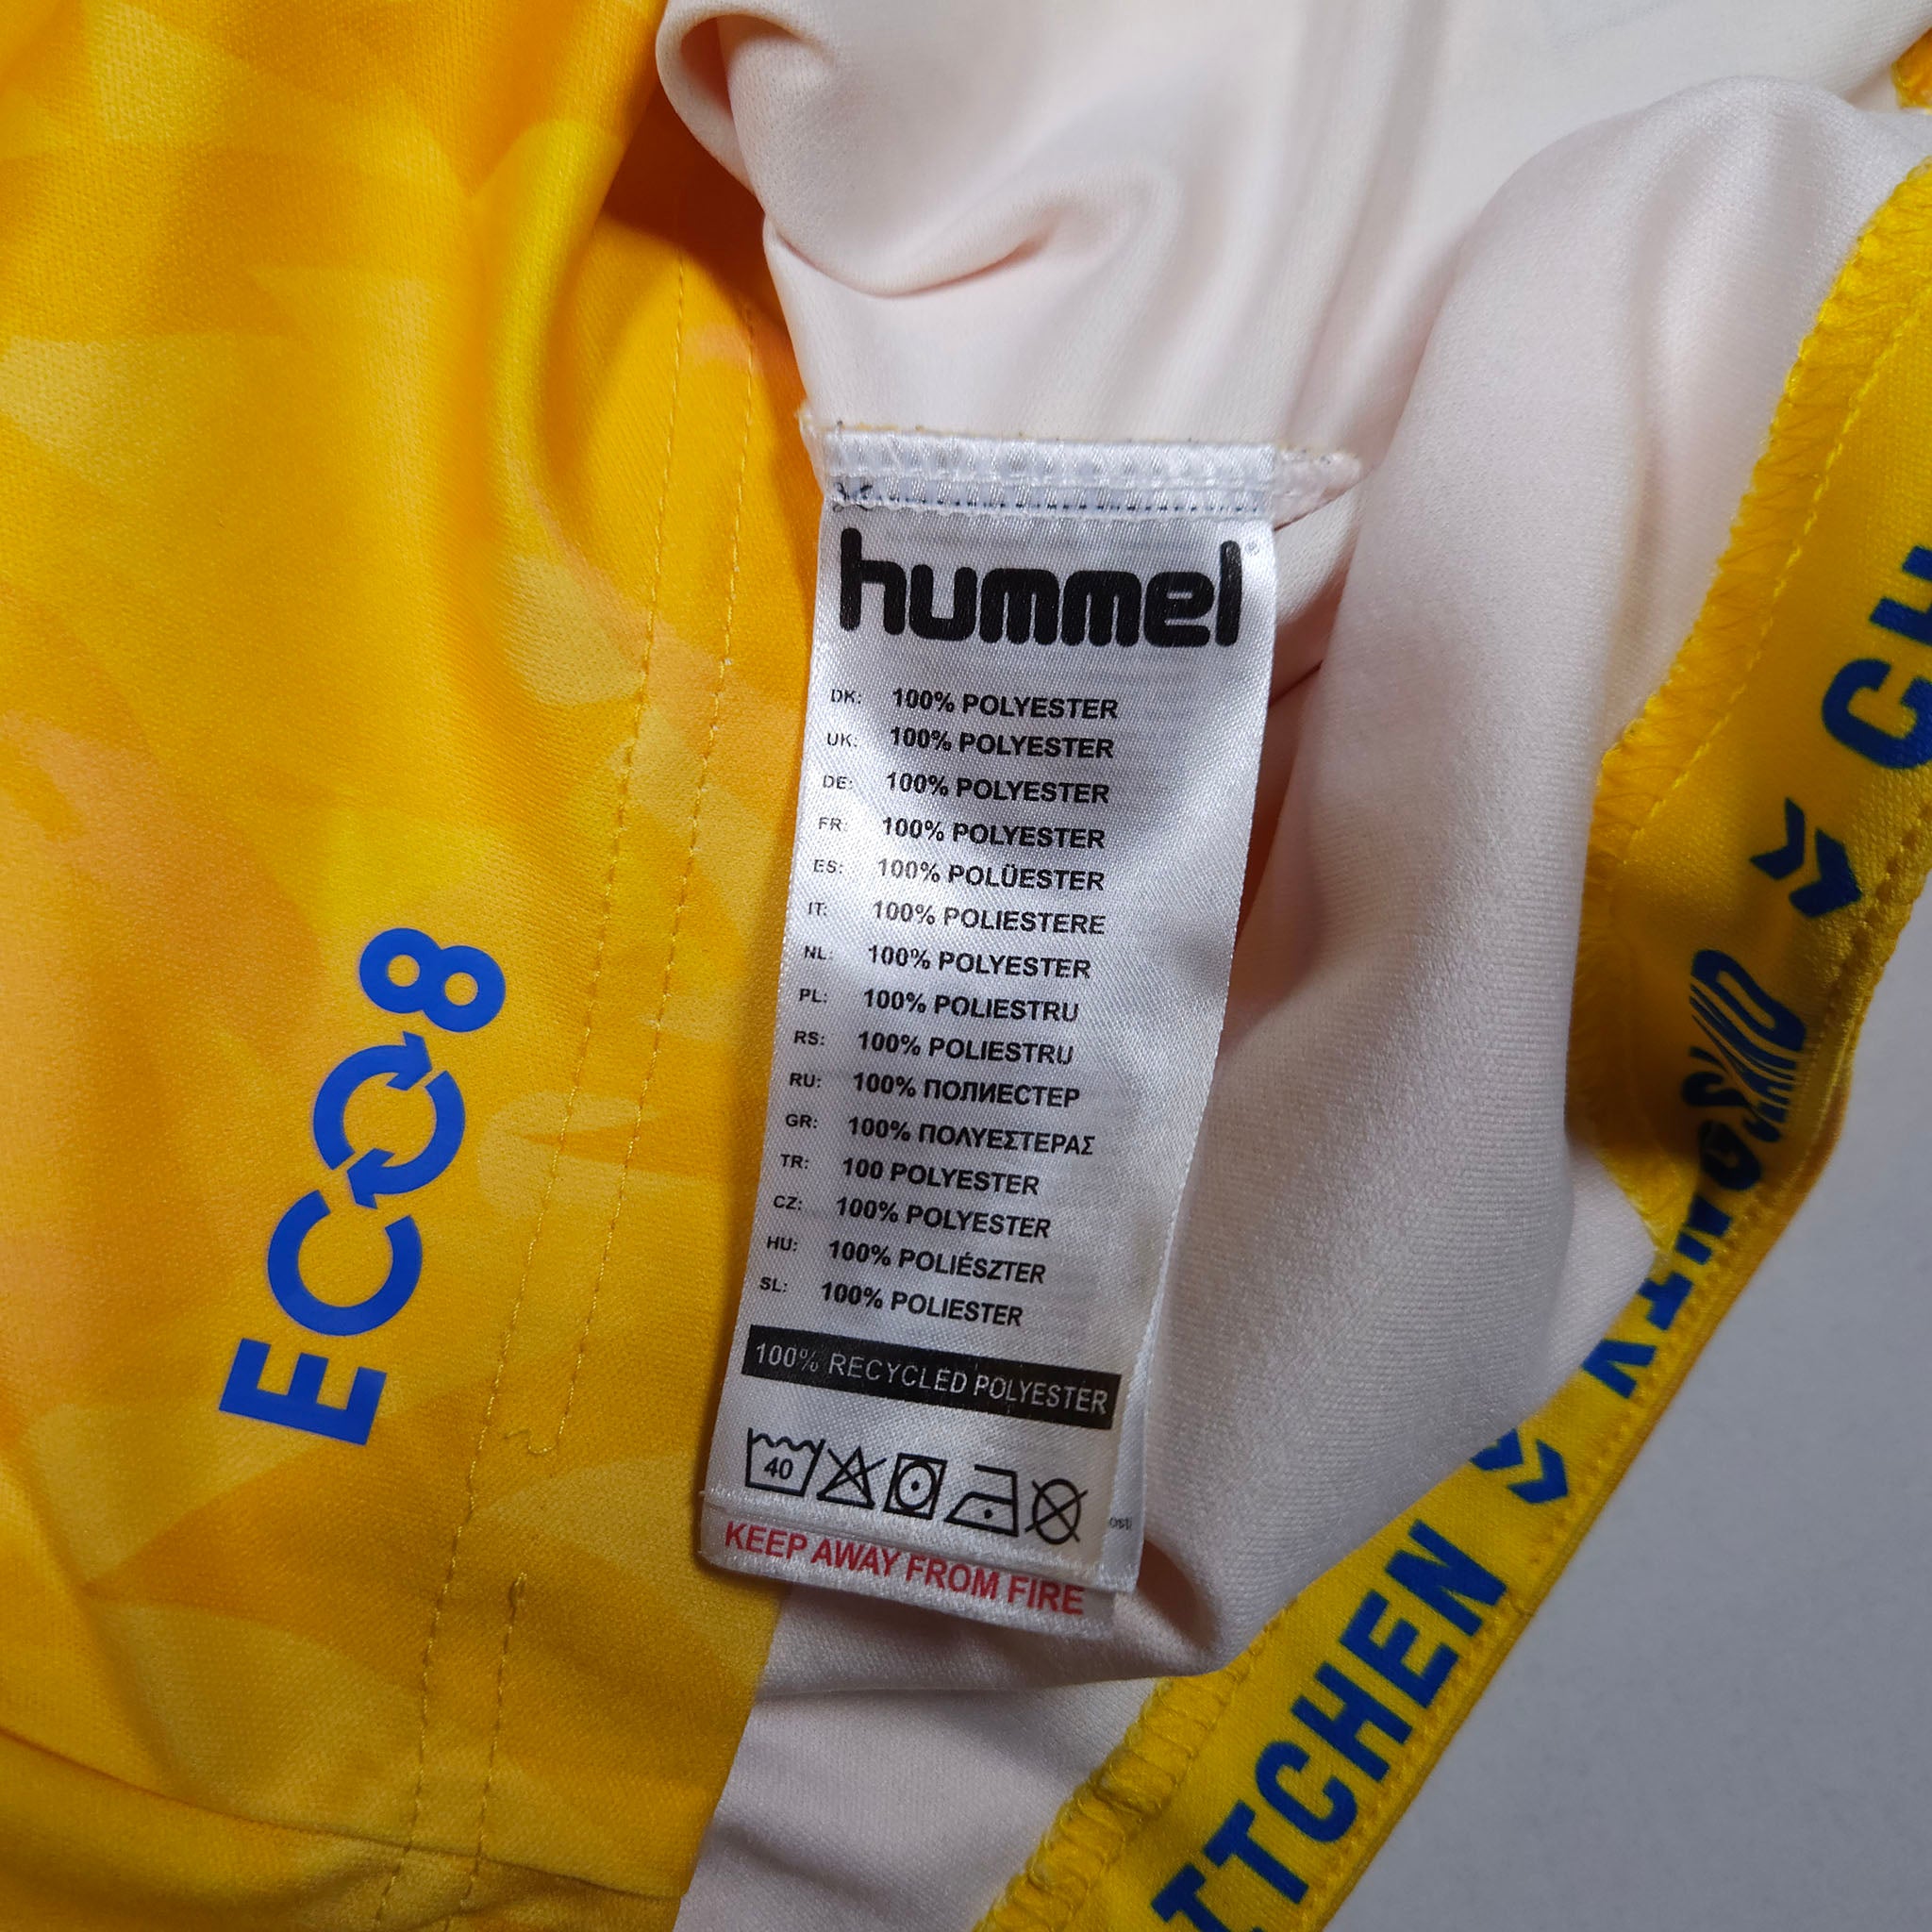 hummel
DK: 100% POLYESTER
UK: 100% POLYESTER
DE: 100% POLYESTER
FR: 100% POLYESTER
ES: 100% POLÜESTER
IT: 100% POLIESTERE
NL: 100% POLYESTER
PL: 100% POLIESTRU
RS: 100% POLIESTRU
RU: 100% ПОЛИЕСТЕР
GR: 100% ΠΟΛΥΕΣΤΕΡΑΣ
TR: 100 POLYESTER
CZ: 100% POLYESTER
HU: 100% POLIÉSZTER
SL: 100% POLIESTER
100% RECYCLED POLYESTER
40
KEEP AWAY FROM FIRE
ECO8